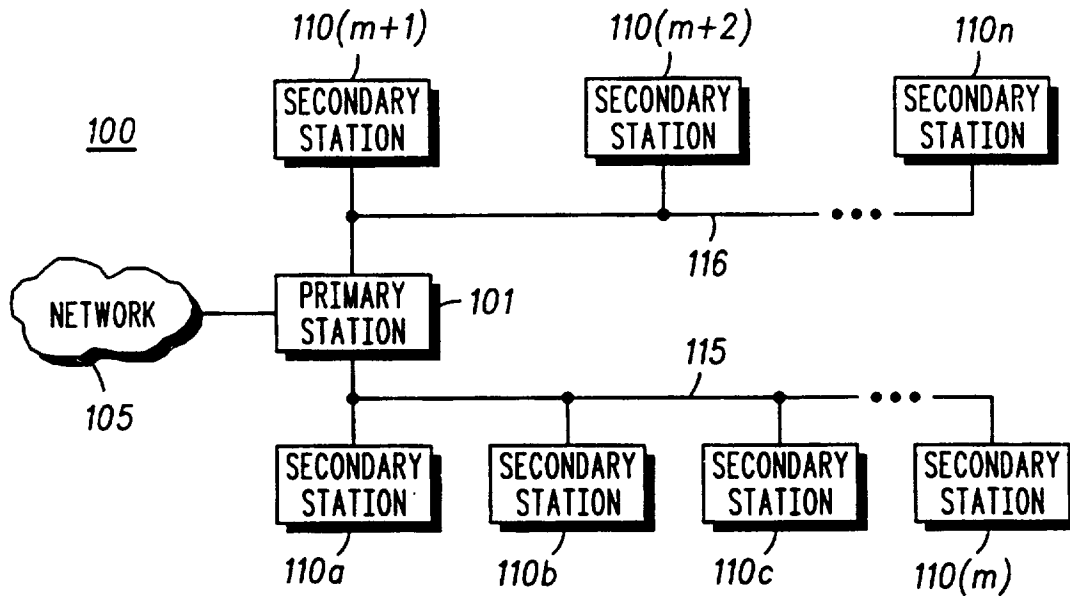 110(m+1)
110(m+2)
110n
SECONDARY
STATION
SECONDARY
STATION
SECONDARY
STATION
100
116
NETWORK
PRIMARY
STATION
101
105
115
SECONDARY
STATION
SECONDARY
STATION
SECONDARY
STATION
SECONDARY
STATION
110a
110b
110c
110(m)